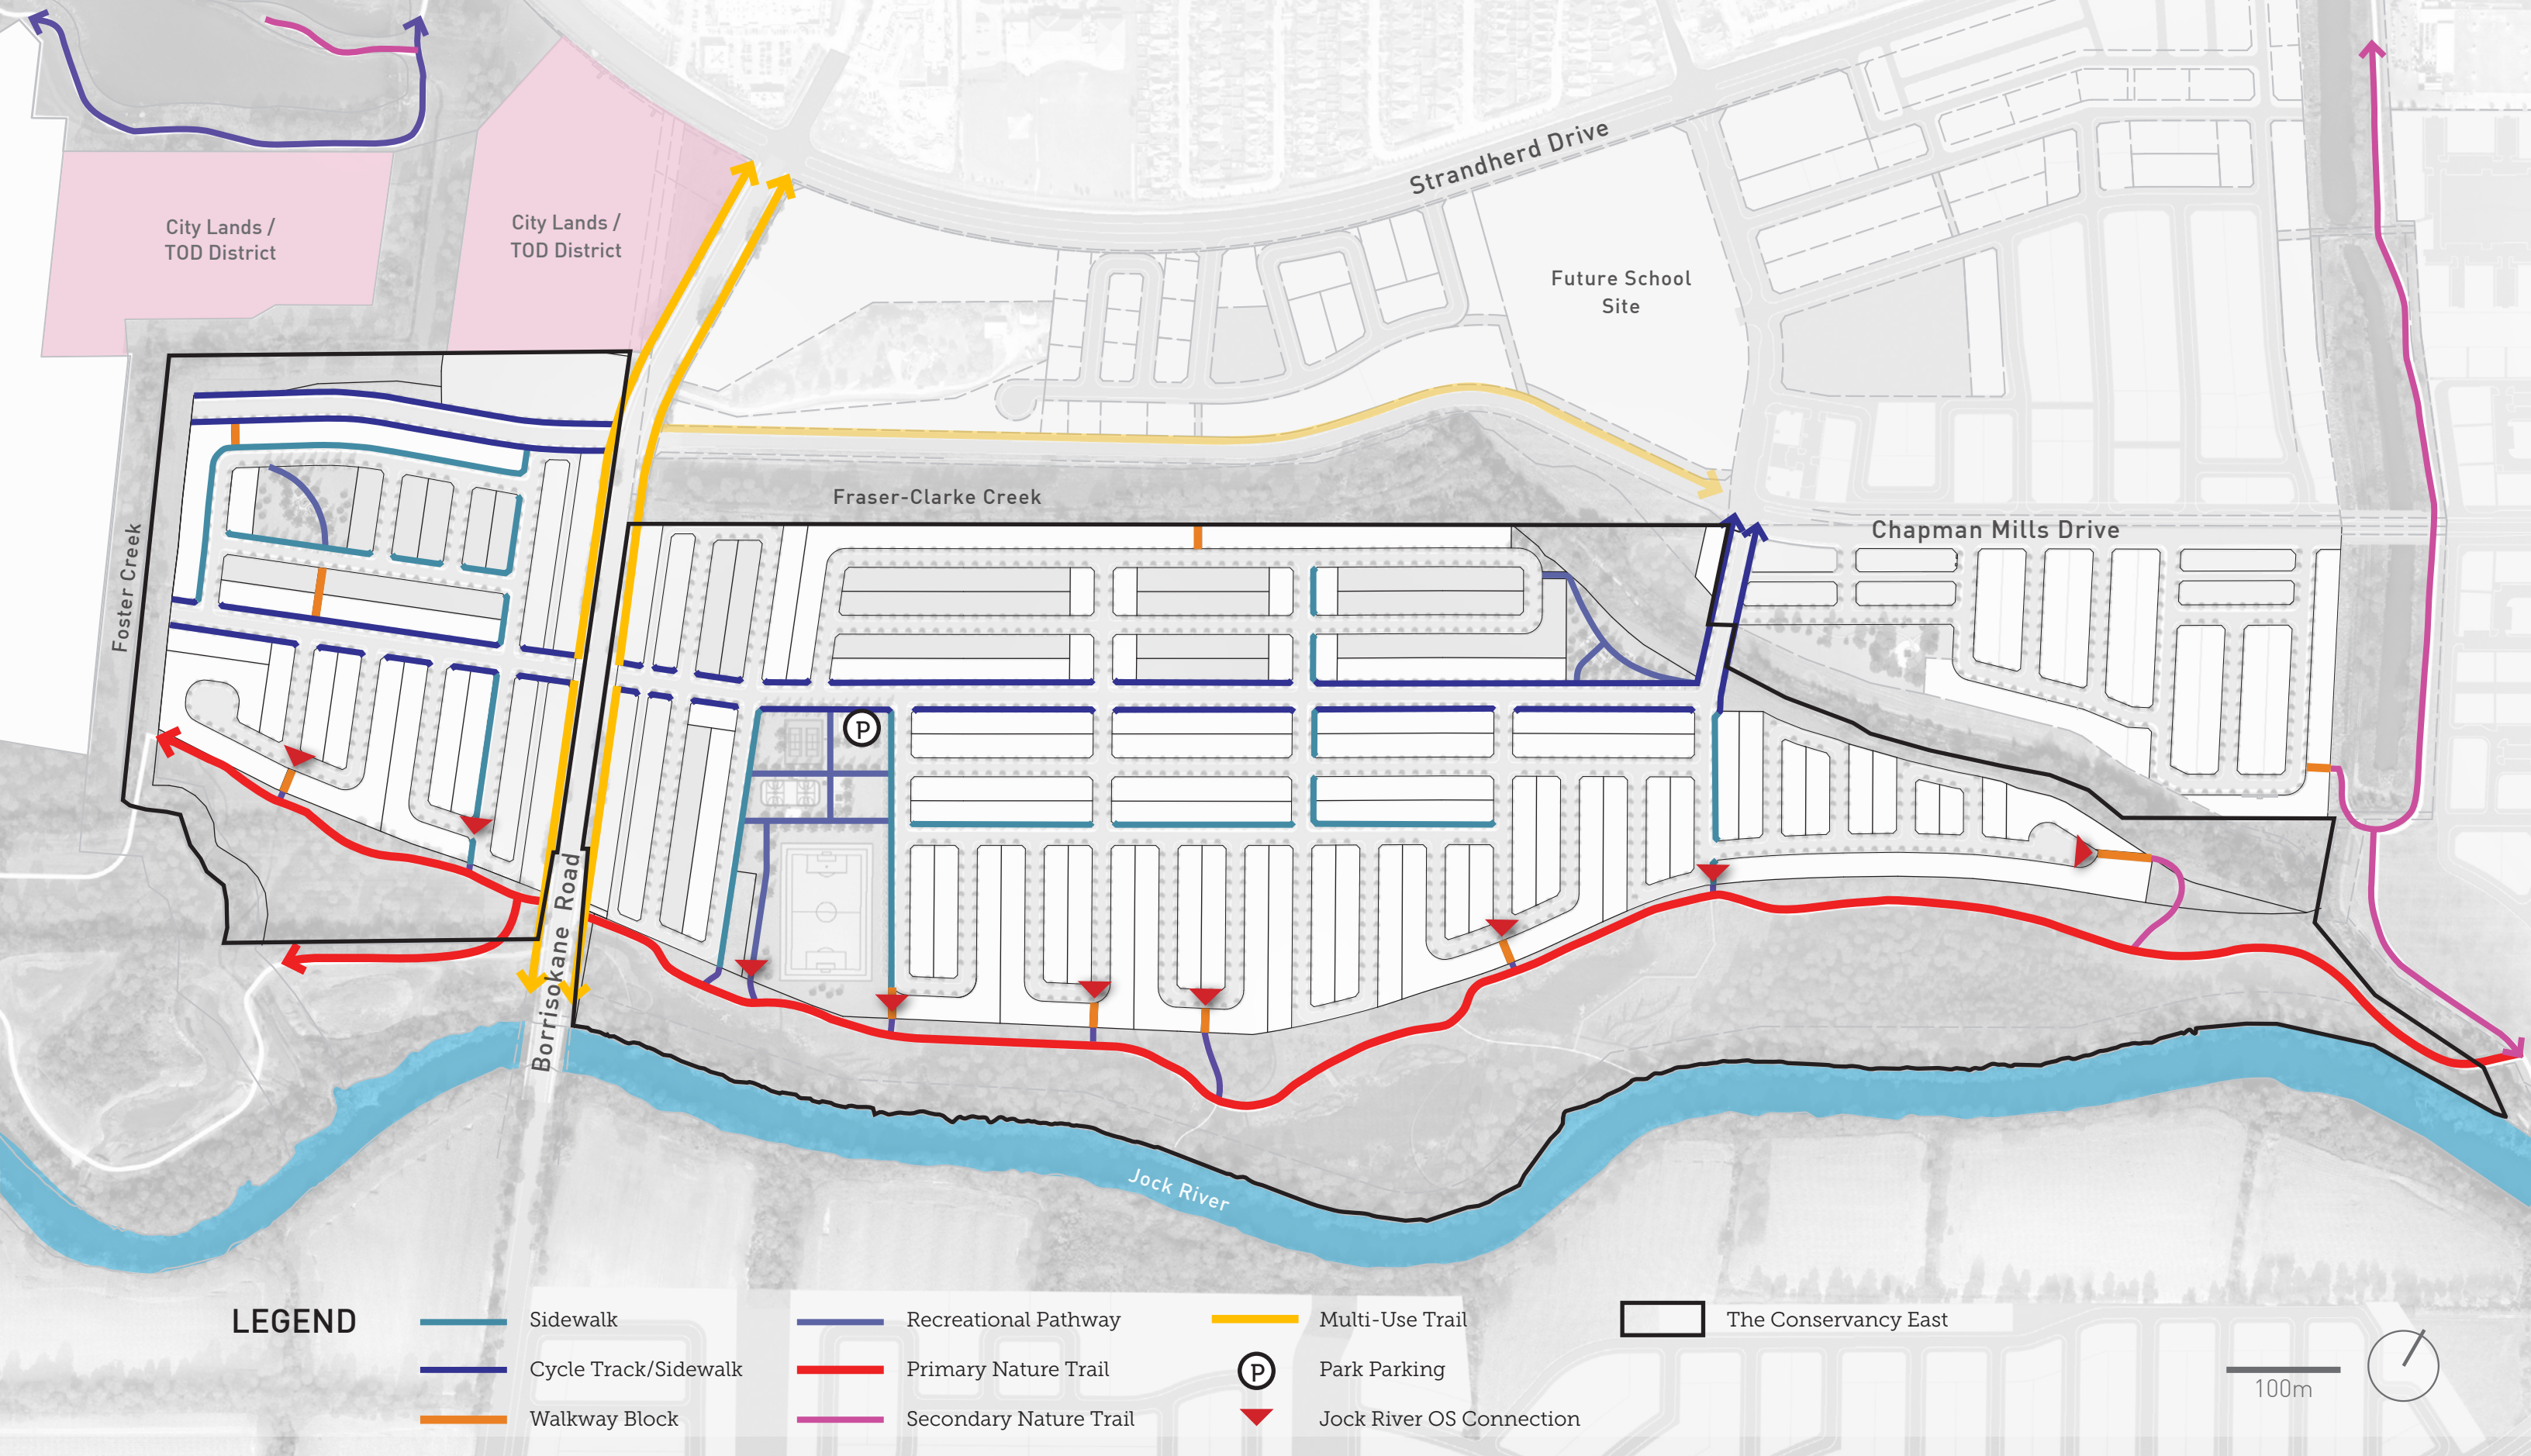 Strandherd Drive
City Lands /
TOD District
City Lands /
TOD District
Future School
Site
Fraser-Clarke Creek
Chapman Mills Drive
Foster Creek
P
Borrisokane Road
Jock River
LEGEND
Sidewalk
Cycle Track/Sidewalk
Walkway Block
Recreational Pathway
Primary Nature Trail
Secondary Nature Trail
Multi-Use Trail
P
Park Parking
Jock River OS Connection
The Conservancy East
100m